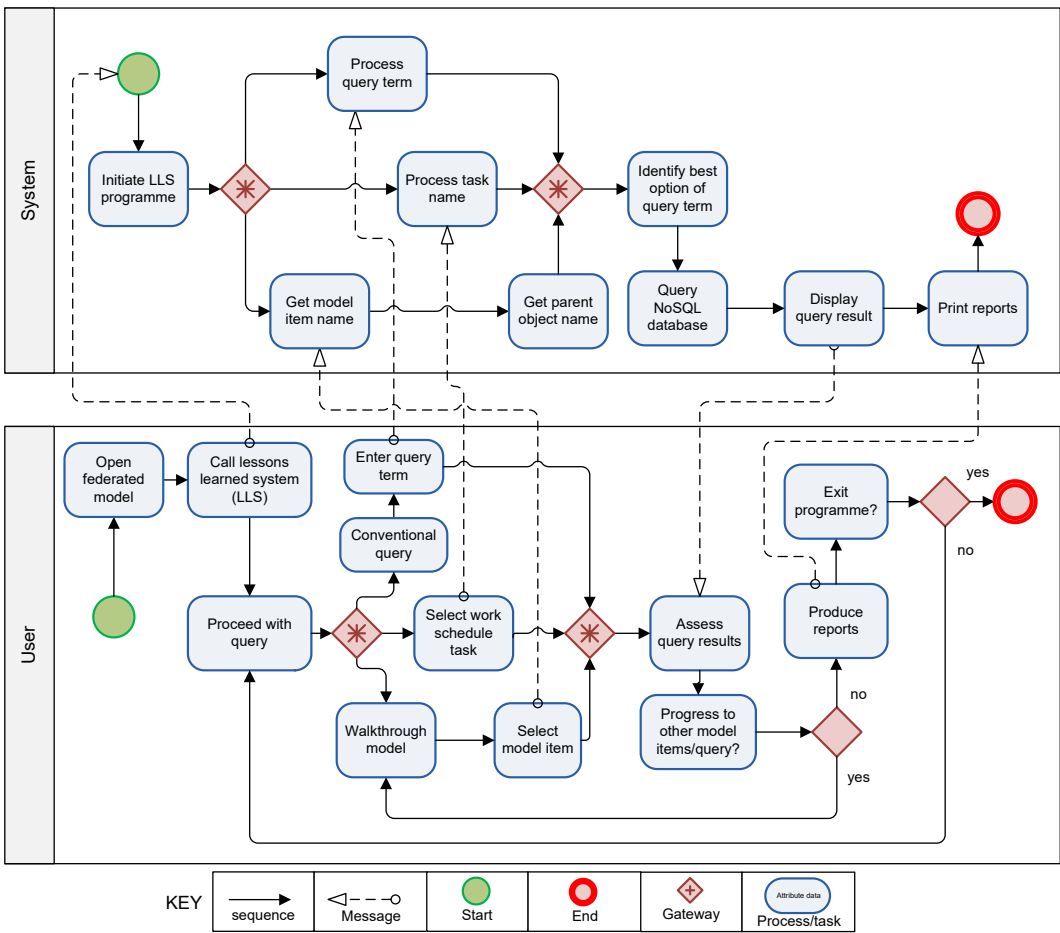 System
Process
query term
Initiate LLS
programme
Process task
name
Identify best
option of
query term
Get model
item name
Get parent
object name
Query
NoSQL
database
Display
query result
Print reports
User
Open
federated
model
Call lessons
learned system
(LLS)
Enter query
term
Exit
programme?
yes
no
Conventional
query
Proceed with
query
Select work
schedule
task
Assess
query results
Produce
reports
no
Walkthrough
model
Select
model item
Progress to
other model
items/query?
yes
KEY
sequence
Message
Start
End
Gateway
Attribute data
Process/task